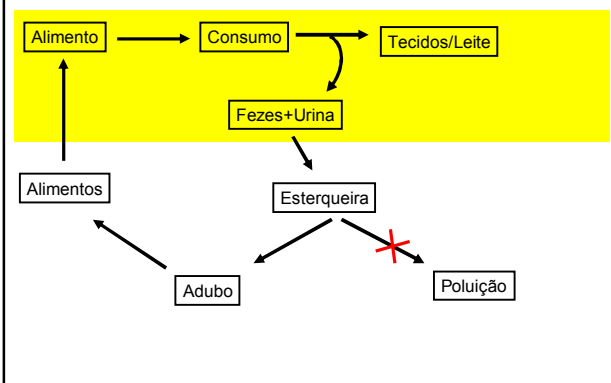 Alimento
Consumo
Tecidos/Leite
Fezes+Urina
Alimentos
Esterqueira
Adubo
Poluição